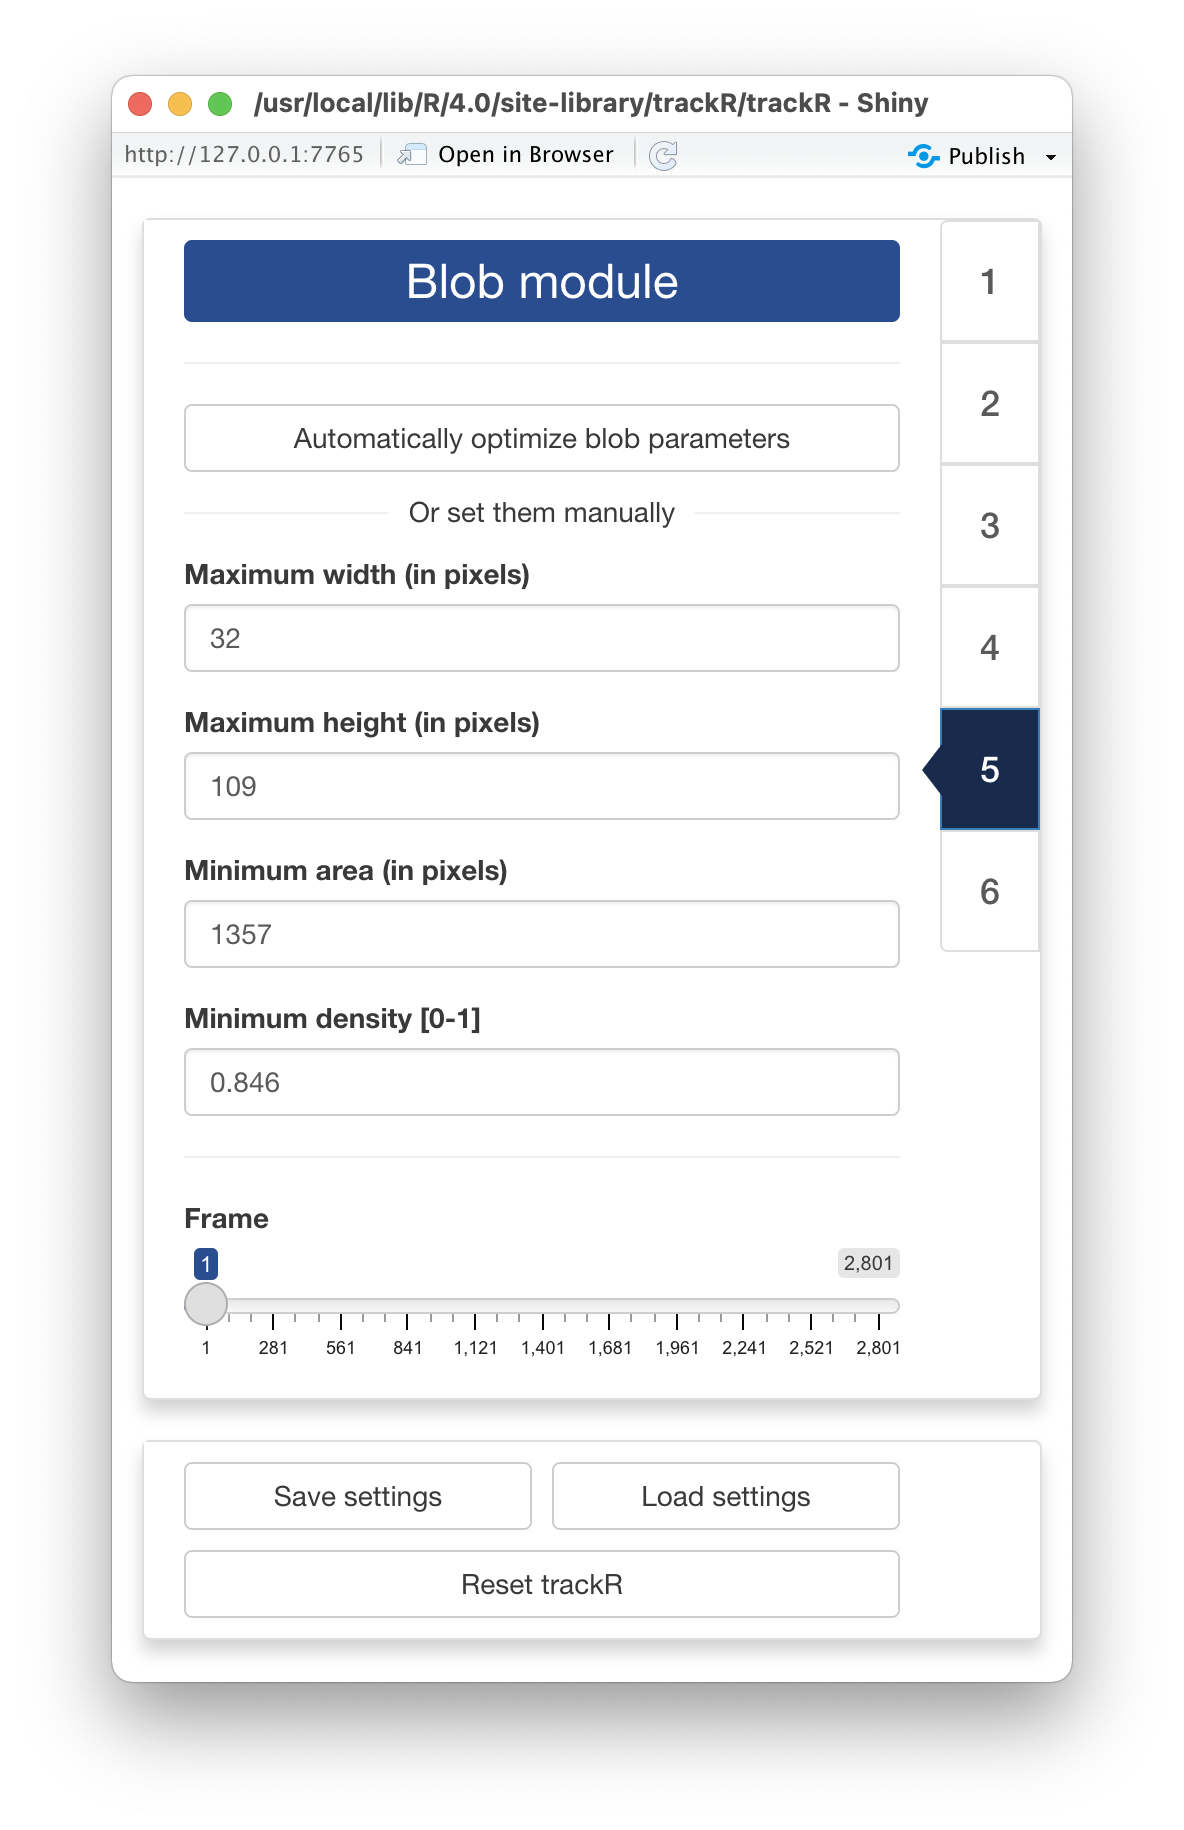 /usr/local/lib/R/4.0/site-library/trackR/trackR - Shiny
http://127.0.0.1:7765 Open in Browser Publish
Blob module
1
2
3
4
5
6
Automatically optimize blob parameters
Or set them manually
Maximum width (in pixels)
32
Maximum height (in pixels)
109
Minimum area (in pixels)
1357
Minimum density [0-1]
0.846
Frame
1 2,801
1 281 561 841 1,121 1,401 1,681 1,961 2,241 2,521 2,801
Save settings Load settings
Reset trackR